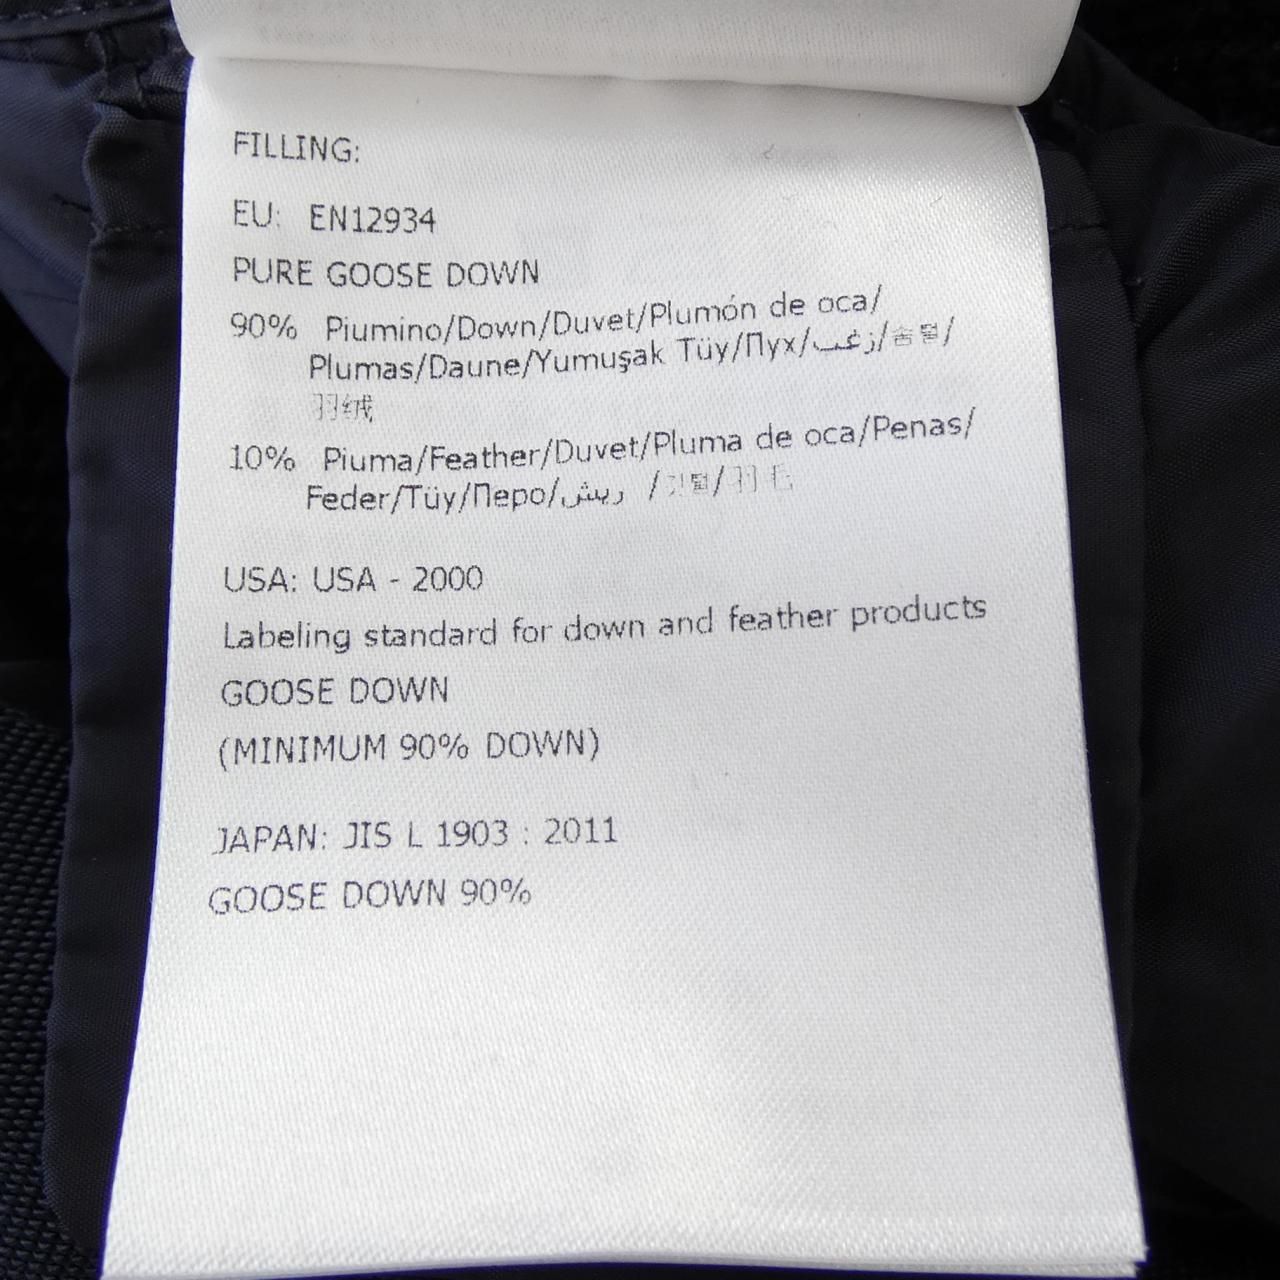 FILLING:
EU: EN12934
PURE GOOSE DOWN
90% Piumino/Down/Duvet/Plumón de oca/
Plumas/Daune/Yumuşak Tüy/Пух/زغب/솜털/
羽绒
10% Piuma/Feather/Duvet/Pluma de oca/Penas/
Feder/Tüy/Перо/ريش /깃털/羽毛
USA: USA - 2000
Labeling standard for down and feather products
GOOSE DOWN
(MINIMUM 90% DOWN)
JAPAN: JIS L 1903 : 2011
GOOSE DOWN 90%